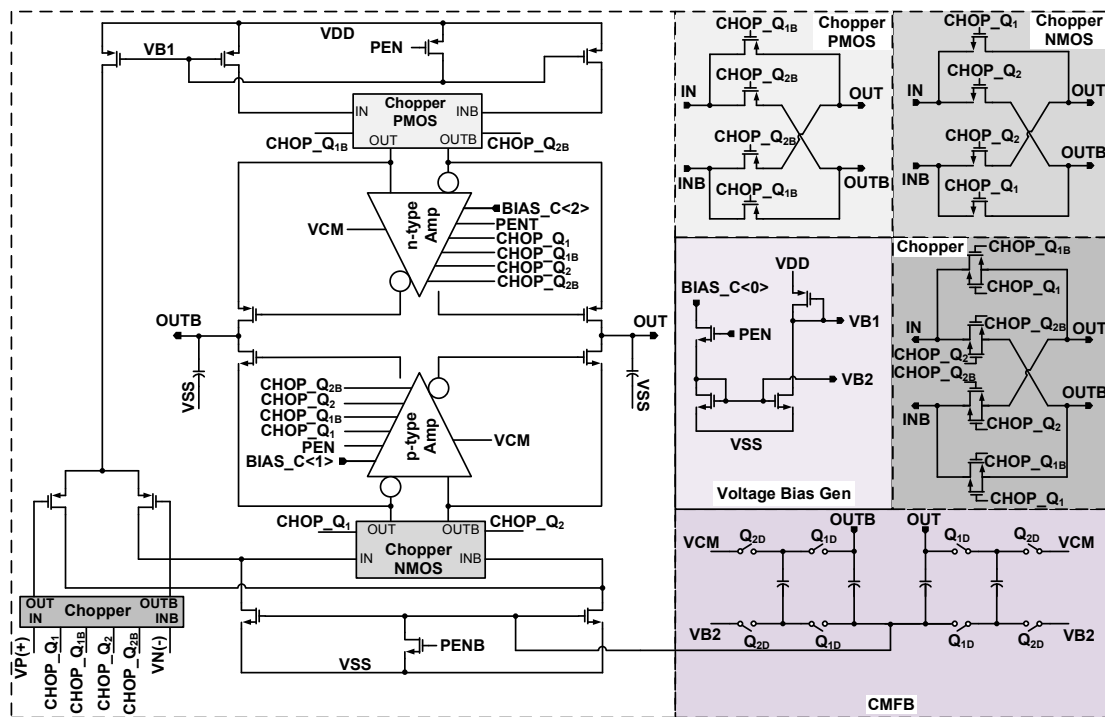 VDD
VB1
PEN
IN
Chopper
PMOS
INB
CHOP_Q1B
OUT
OUTB
CHOP_Q2B
VCM
n-type
Amp
BIAS_C<2>
PENT
CHOP_Q1
CHOP_Q1B
CHOP_Q2
CHOP_Q2B
OUTB
OUT
VSS
VSS
CHOP_Q2B
CHOP_Q2
CHOP_Q1B
CHOP_Q1
PEN
BIAS_C<1>
p-type
Amp
VCM
CHOP_Q1
OUT
OUTB
CHOP_Q2
IN
Chopper
NMOS
INB
OUT
OUTB
Chopper
IN
INB
VP(+)
CHOP_Q1
CHOP_Q1B
CHOP_Q2
CHOP_Q2B
VN(-)
PENB
VSS
Chopper
PMOS
CHOP_Q1B
CHOP_Q2B
IN
OUT
CHOP_Q2B
INB
OUTB
CHOP_Q1B
Chopper
NMOS
CHOP_Q1
CHOP_Q2
IN
OUT
CHOP_Q2
INB
OUTB
CHOP_Q1
VDD
BIAS_C<0>
PEN
VB1
VB2
VSS
Voltage Bias Gen
Chopper
CHOP_Q1B
CHOP_Q1
IN
CHOP_Q2B
OUT
CHOP_Q2
CHOP_Q2B
OUTB
INB
CHOP_Q2
CHOP_Q1B
CHOP_Q1
OUTB
OUT
VCM
Q2D
Q1D
Q1D
Q2D
VCM
VB2
Q2D
Q1D
Q1D
Q2D
VB2
CMFB